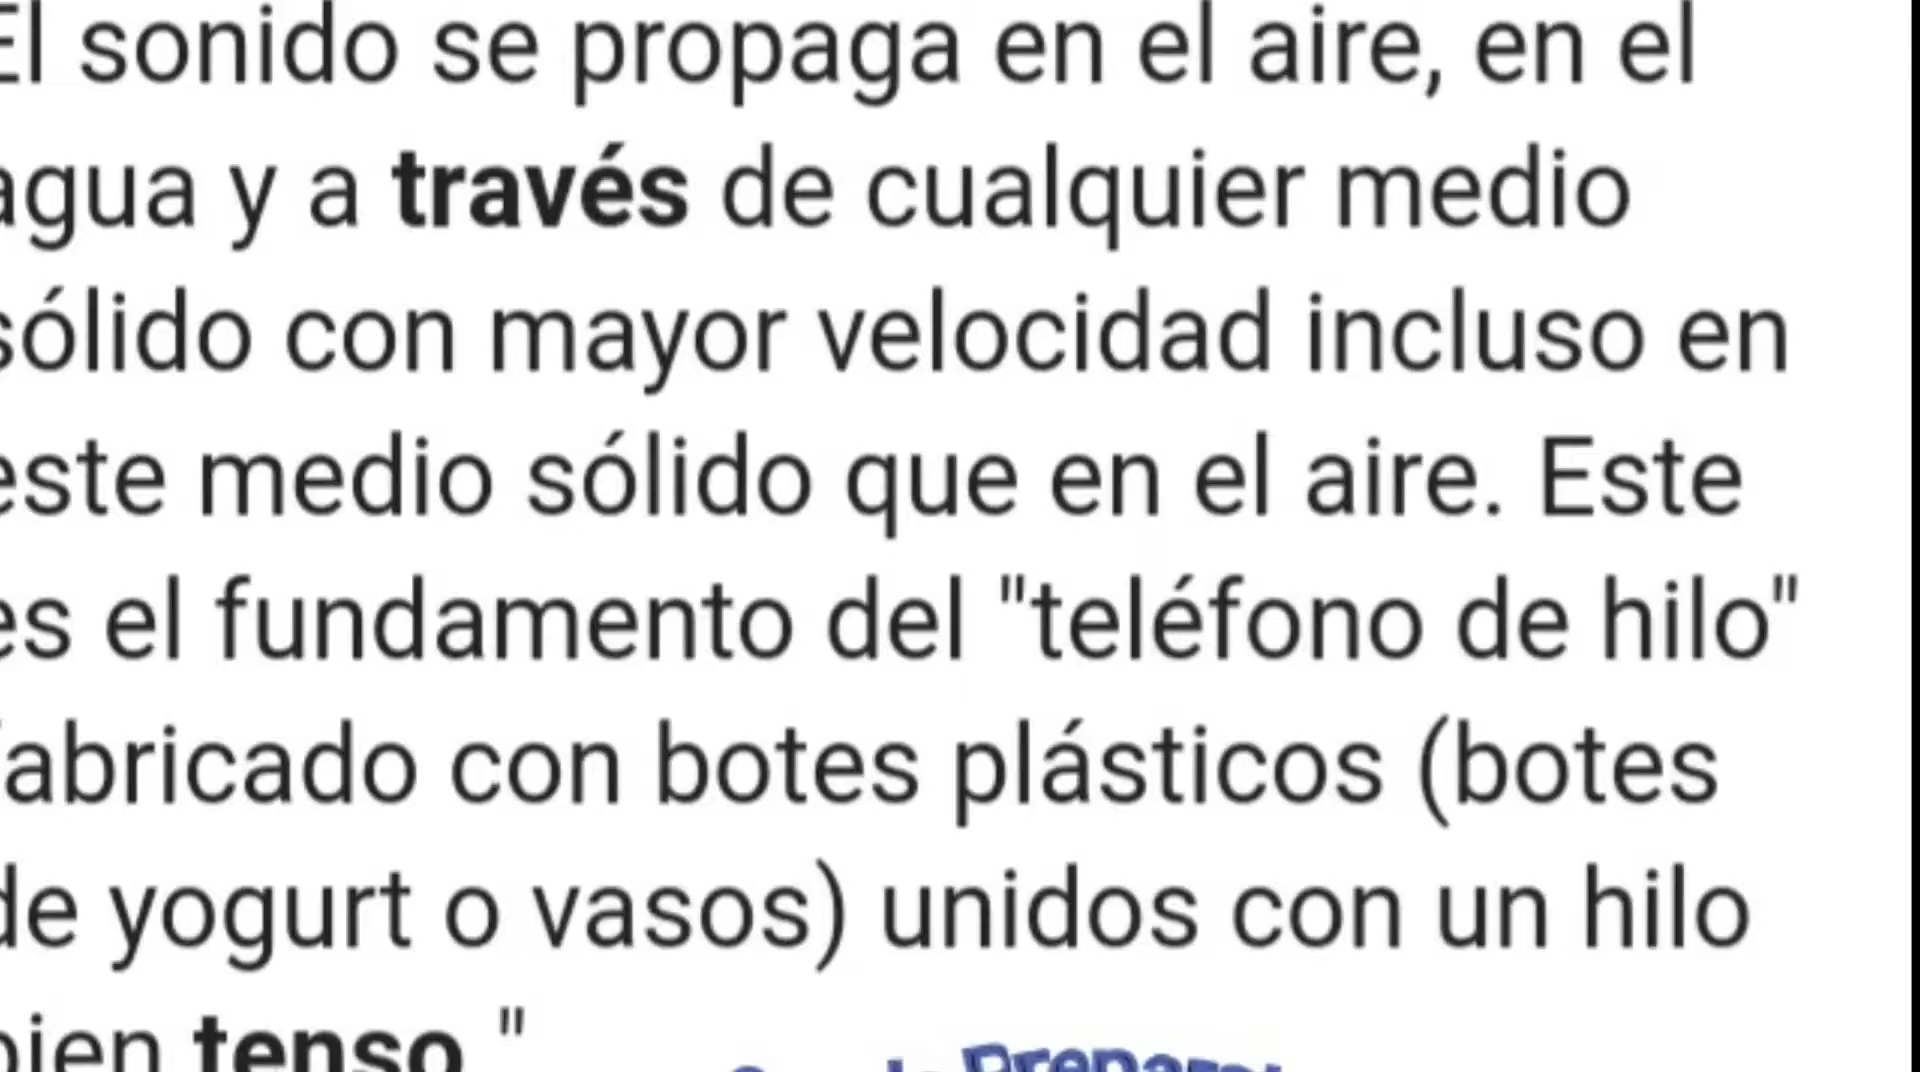 El sonido se propaga en el aire, en el
agua y a través de cualquier medio
sólido con mayor velocidad incluso en
este medio sólido que en el aire. Este
es el fundamento del "teléfono de hilo"
fabricado con botes plásticos (botes
de yogurt o vasos) unidos con un hilo
bien tenso."